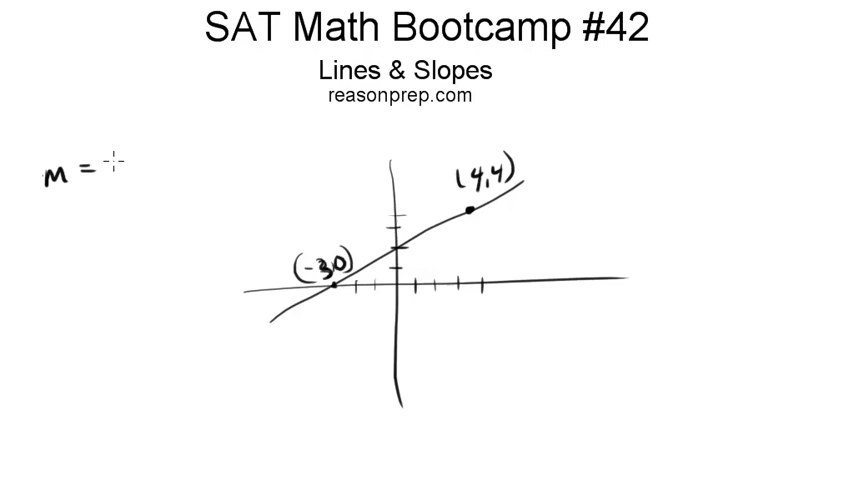 SAT Math Bootcamp #42
Lines & Slopes
reasonprep.com
m =
(4,4)
(-3,0)